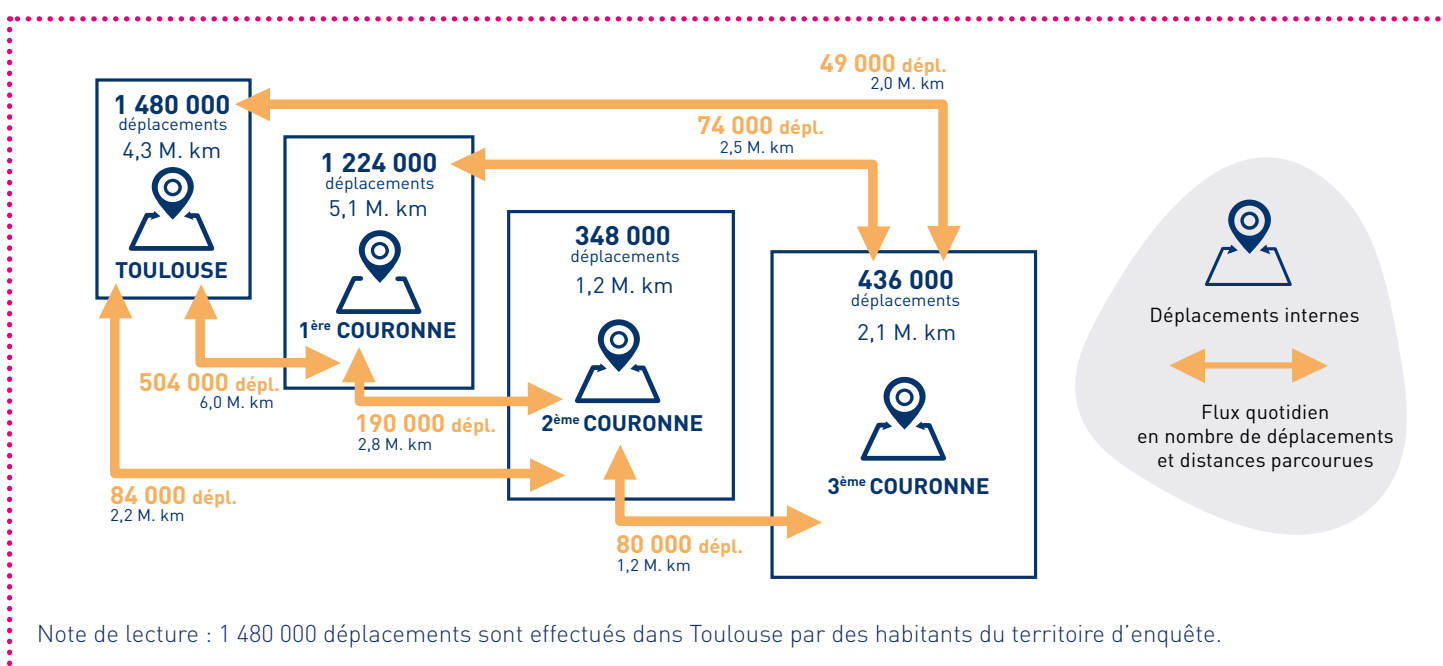 49 000 dépl.
2,0 M. km
74 000 dépl.
2,5 M. km
1 480 000
déplacements
4,3 M. km
TOULOUSE
1 224 000
déplacements
5,1 M. km
1ère COURONNE
348 000
déplacements
1,2 M. km
2ème COURONNE
436 000
déplacements
2,1 M. km
3ème COURONNE
504 000 dépl.
6,0 M. km
190 000 dépl.
2,8 M. km
84 000 dépl.
2,2 M. km
80 000 dépl.
1,2 M. km
Déplacements internes
Flux quotidien
en nombre de déplacements
et distances parcourues
Note de lecture : 1 480 000 déplacements sont effectués dans Toulouse par des habitants du territoire d'enquête.